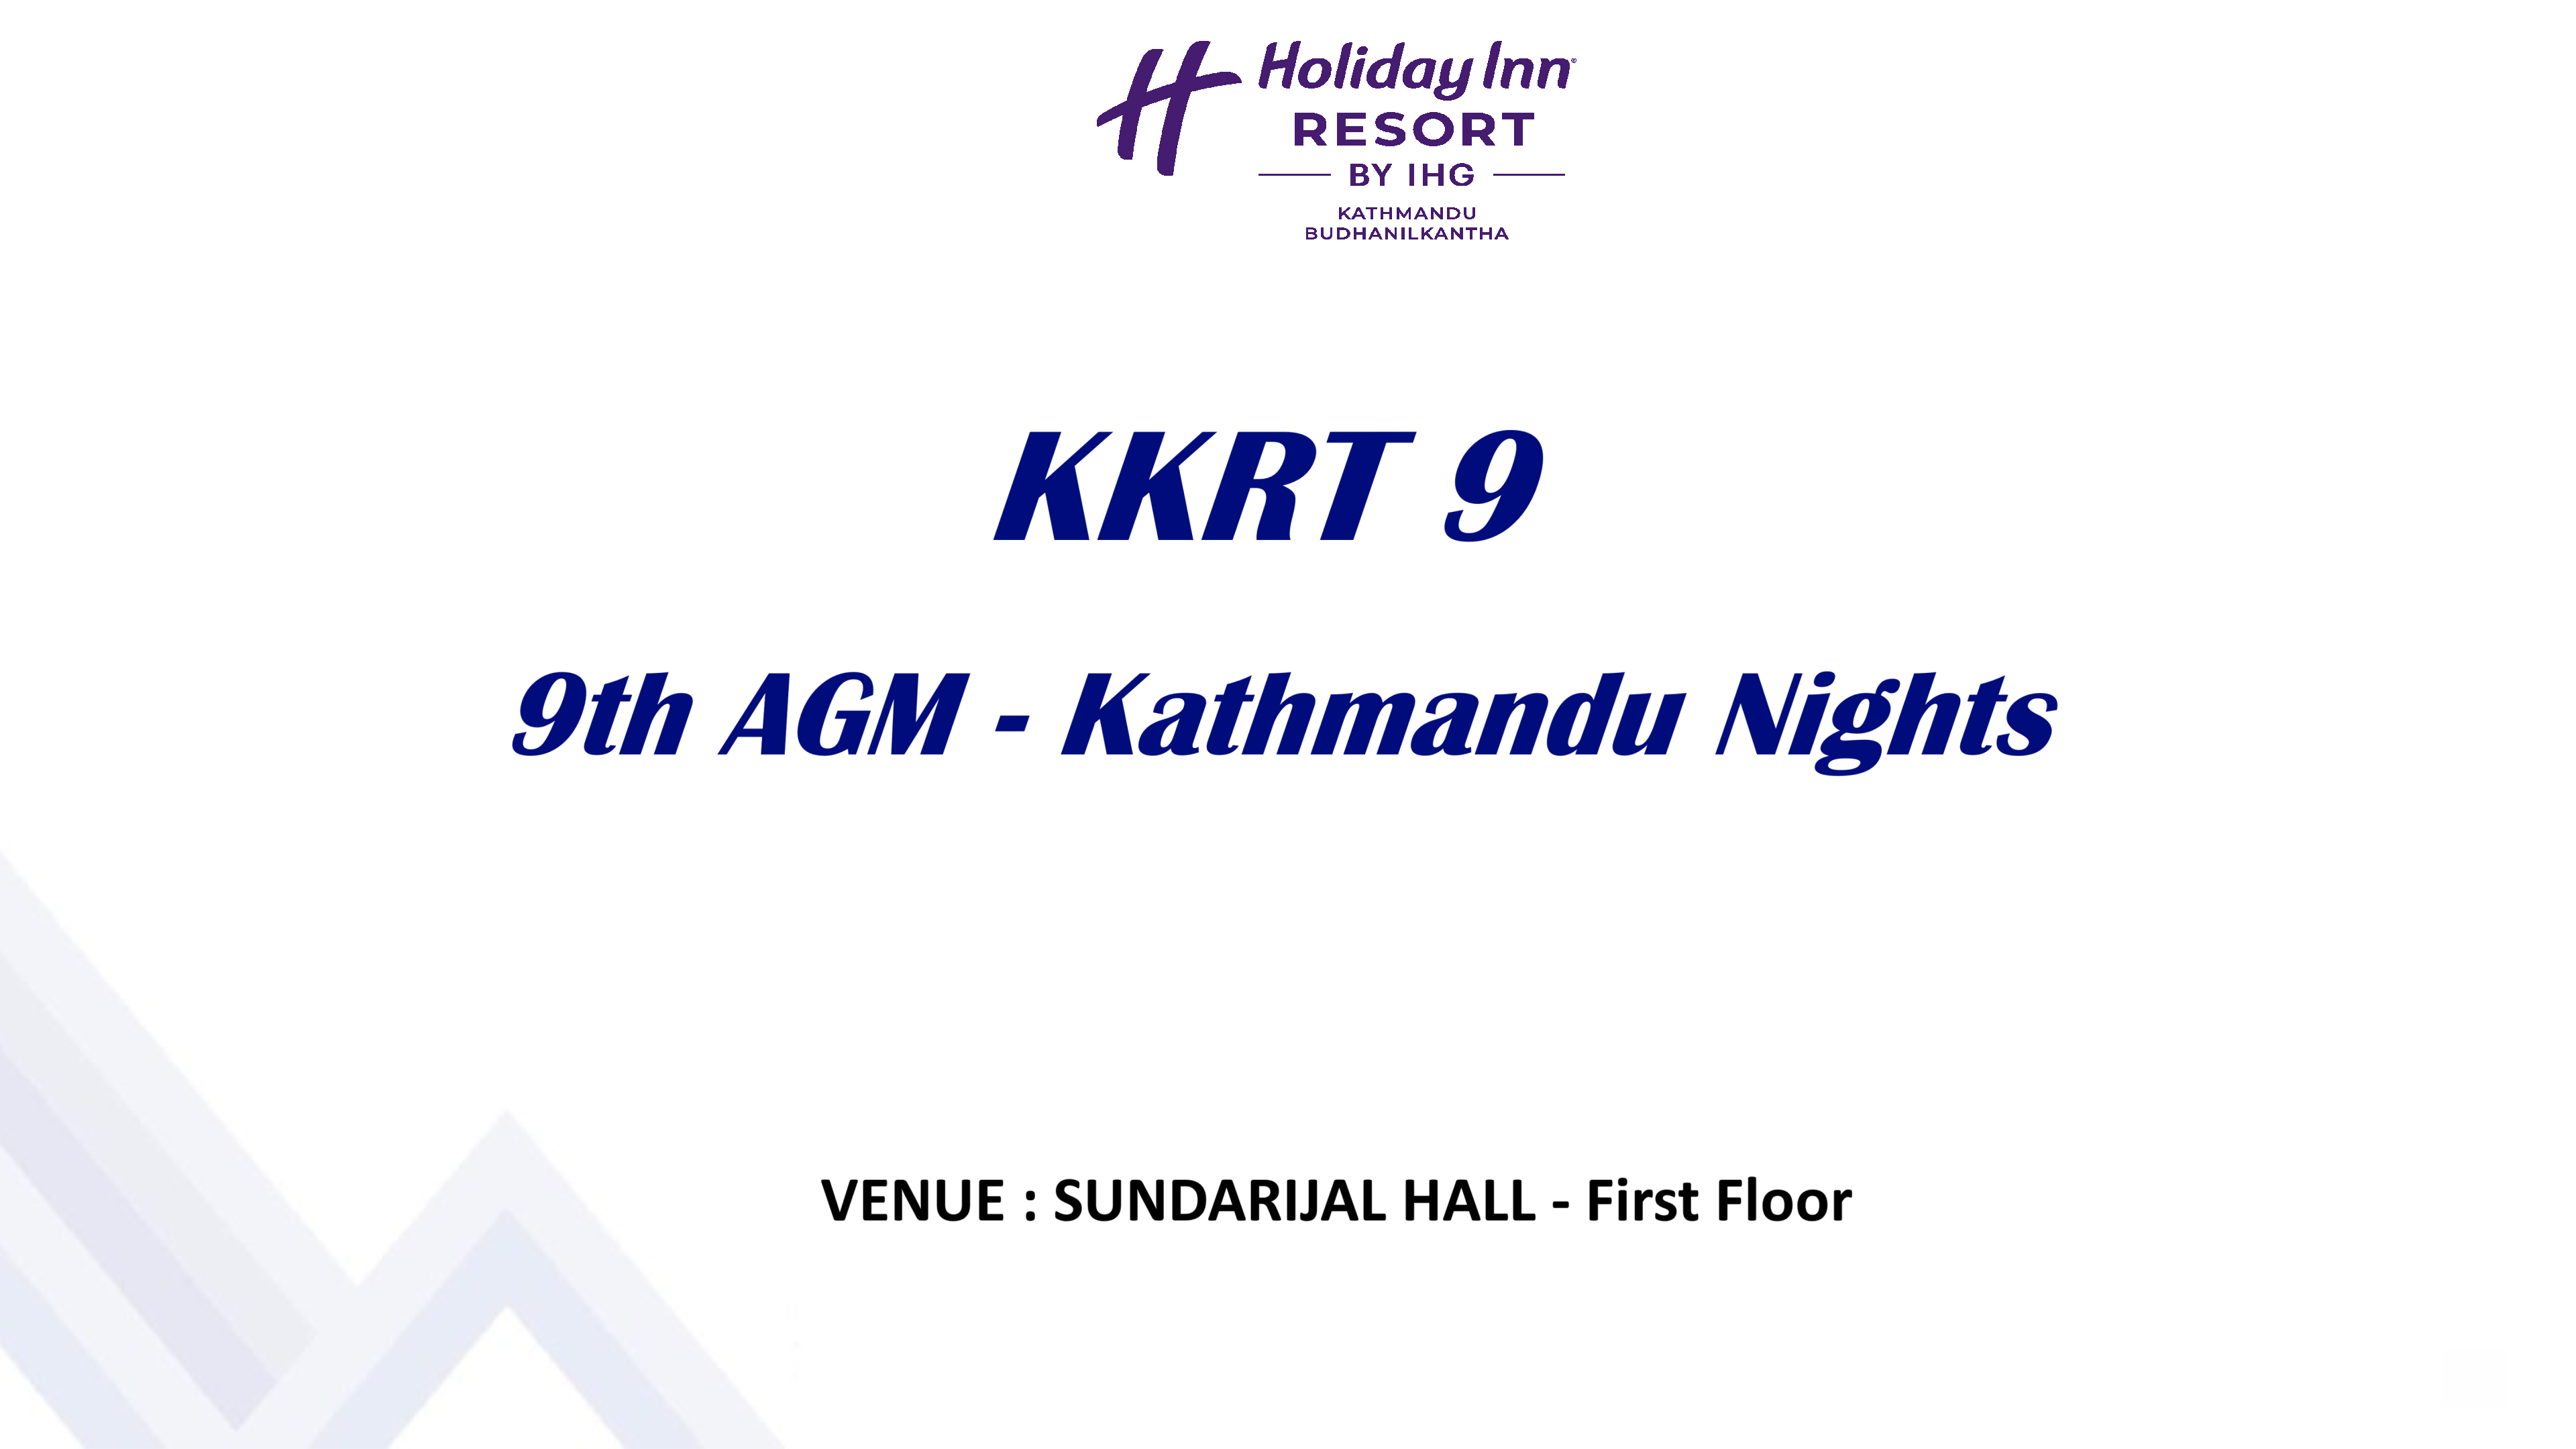 Holiday Inn®
RESORT
BY IHG
KATHMANDU
BUDHANILKANTHA
KKRT 9
9th AGM - Kathmandu Nights
VENUE : SUNDARIJAL HALL - First Floor